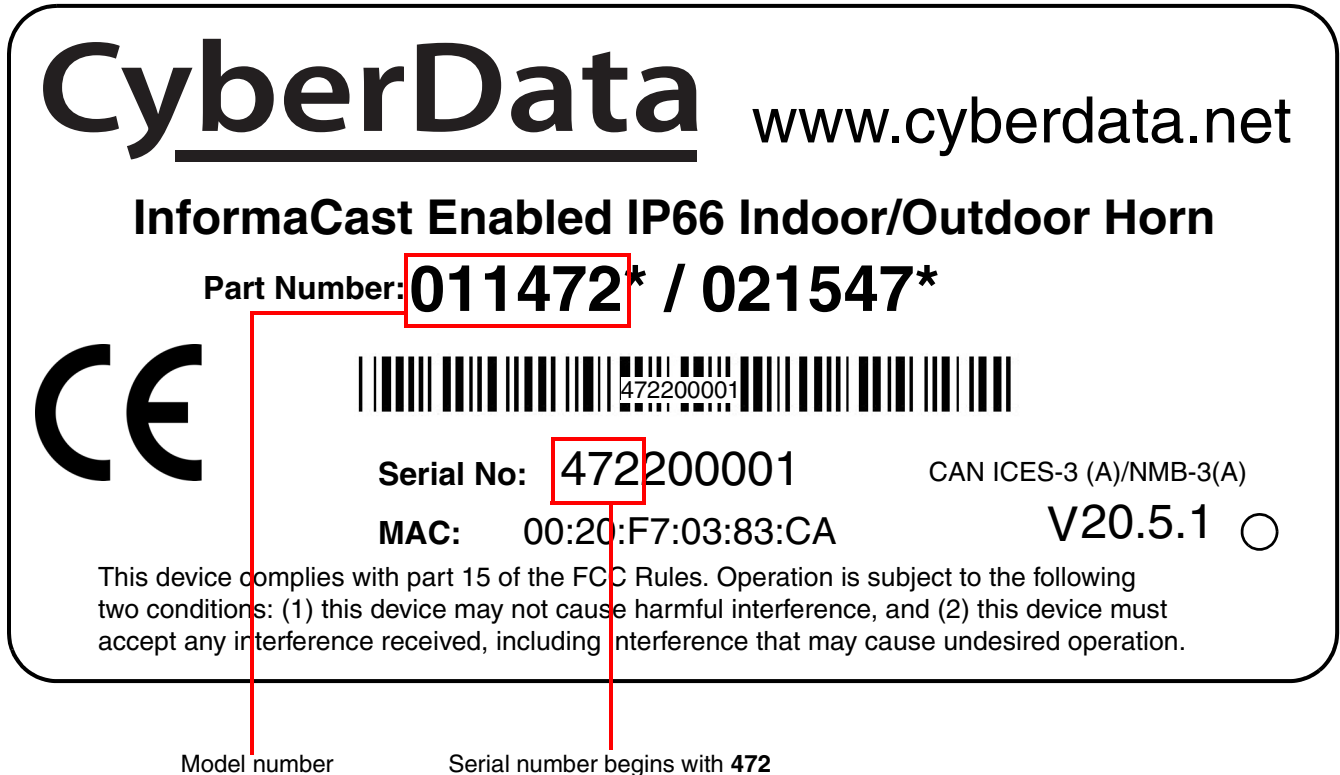 CyberData www.cyberdata.net
InformaCast Enabled IP66 Indoor/Outdoor Horn
Part Number: 011472* / 021547*
CE
472200001
Serial No: 472200001 CAN ICES-3 (A)/NMB-3(A)
MAC: 00:20:F7:03:83:CA V20.5.1
This device complies with part 15 of the FCC Rules. Operation is subject to the following
two conditions: (1) this device may not cause harmful interference, and (2) this device must
accept any interference received, including interference that may cause undesired operation.
Model number Serial number begins with 472